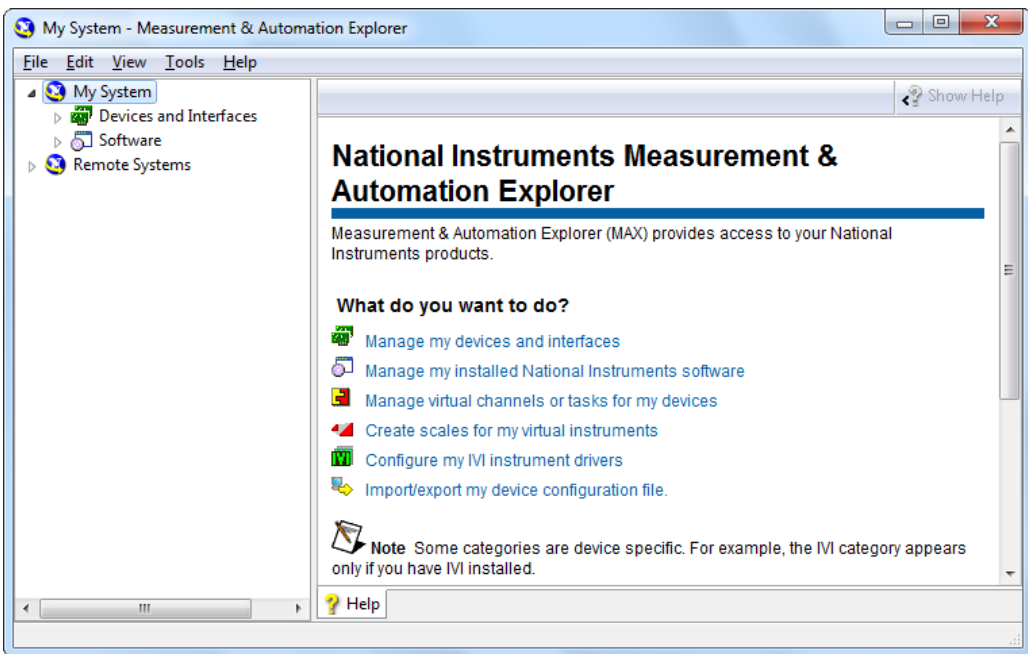 My System - Measurement & Automation Explorer
File Edit View Tools Help
My System
Devices and Interfaces
Software
Remote Systems
Show Help
National Instruments Measurement &
Automation Explorer
Measurement & Automation Explorer (MAX) provides access to your National
Instruments products.
What do you want to do?
Manage my devices and interfaces
Manage my installed National Instruments software
Manage virtual channels or tasks for my devices
Create scales for my virtual instruments
IVI Configure my IVI instrument drivers
Import/export my device configuration file.
Note Some categories are device specific. For example, the IVI category appears
only if you have IVI installed.
Help